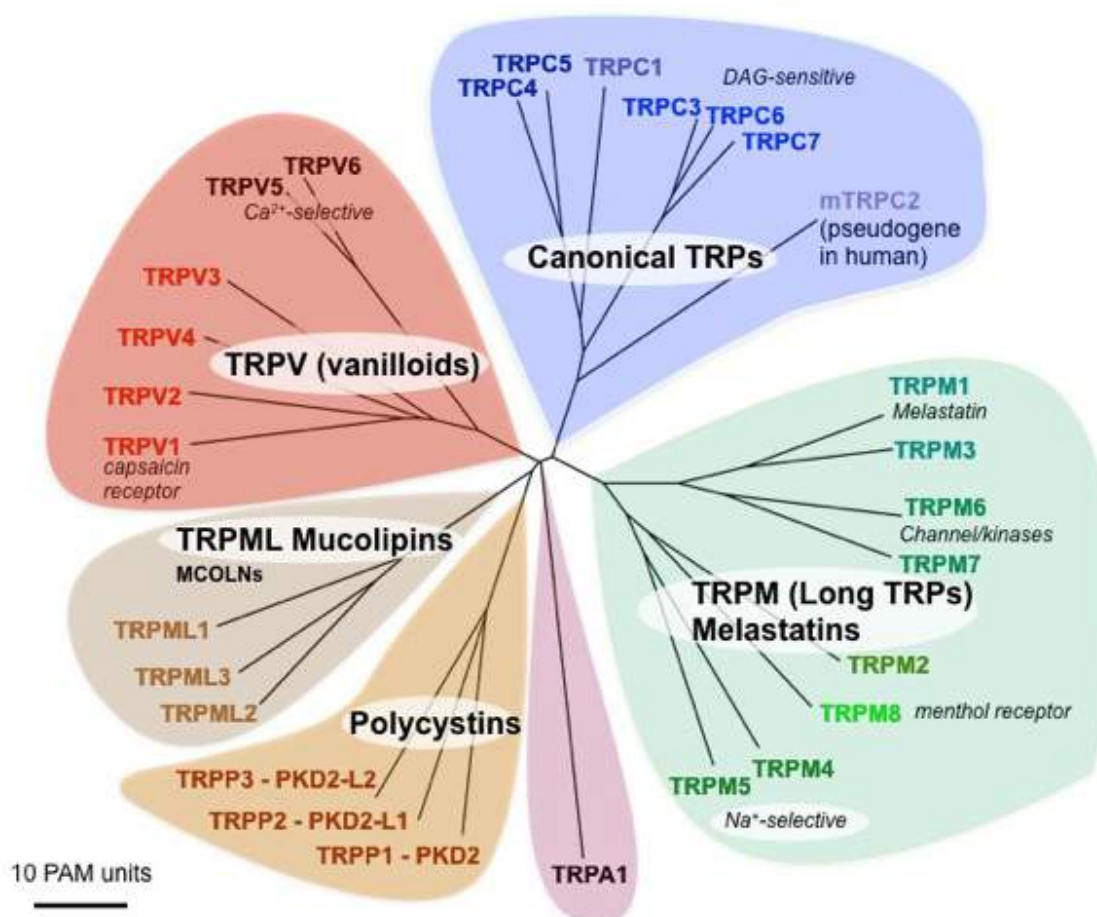 TRPC5
TRPC1
TRPC4
DAG-sensitive
TRPC3
TRPC6
TRPC7
mTRPC2
(pseudogene
in human)
Canonical TRPs
TRPV6
TRPV5
Ca²⁺-selective
TRPV3
TRPV4
TRPV (vanilloids)
TRPV2
TRPV1
capsaicin
receptor
TRPM1
Melastatin
TRPM3
TRPM6
Channel/kinases
TRPM7
TRPM (Long TRPs)
Melastatins
TRPM2
TRPM8 menthol receptor
TRPM4
TRPM5
Na⁺-selective
TRPML Mucolipins
MCOLNs
TRPML1
TRPML3
TRPML2
Polycystins
TRPP3 - PKD2-L2
TRPP2 - PKD2-L1
TRPP1 - PKD2
TRPA1
10 PAM units